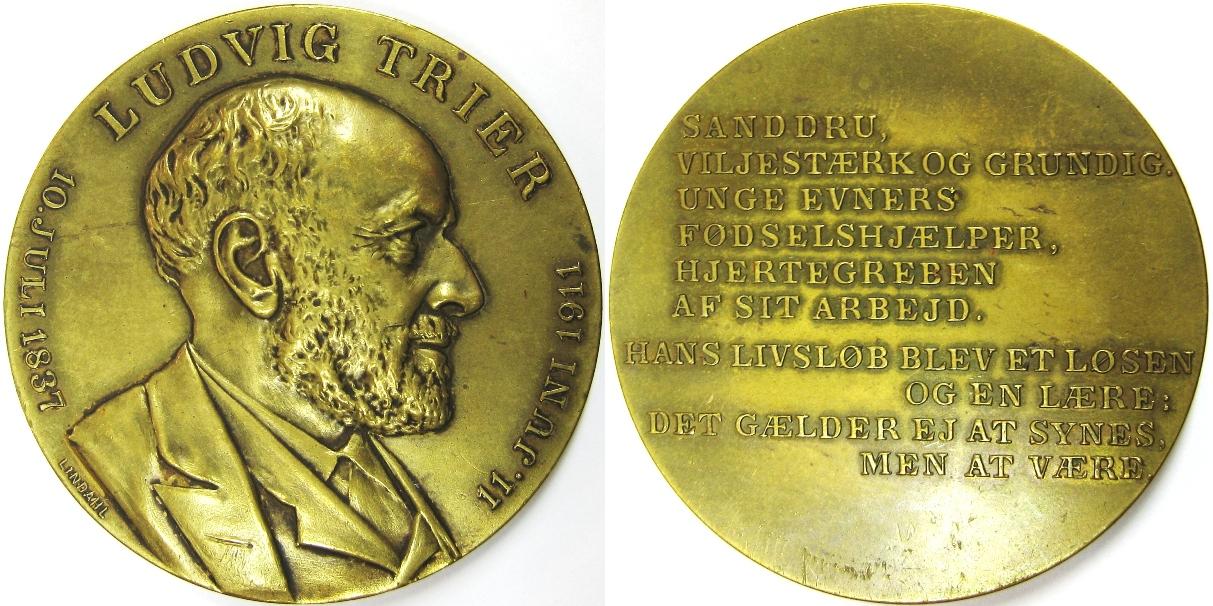 LUDVIG TRIER
10. JULI 1837
11. JUNI 1911
LINDAHL
SANDDRU,
VILJESTÆRK OG GRUNDIG.
UNGE EVNERS
FØDSELSHJÆLPER,
HJERTEGREBEN
AF SIT ARBEJD.
HANS LIVSLØB BLEV ET LØSEN
OG EN LÆRE;
DET GÆLDER EJ AT SYNES,
MEN AT VÆRE.